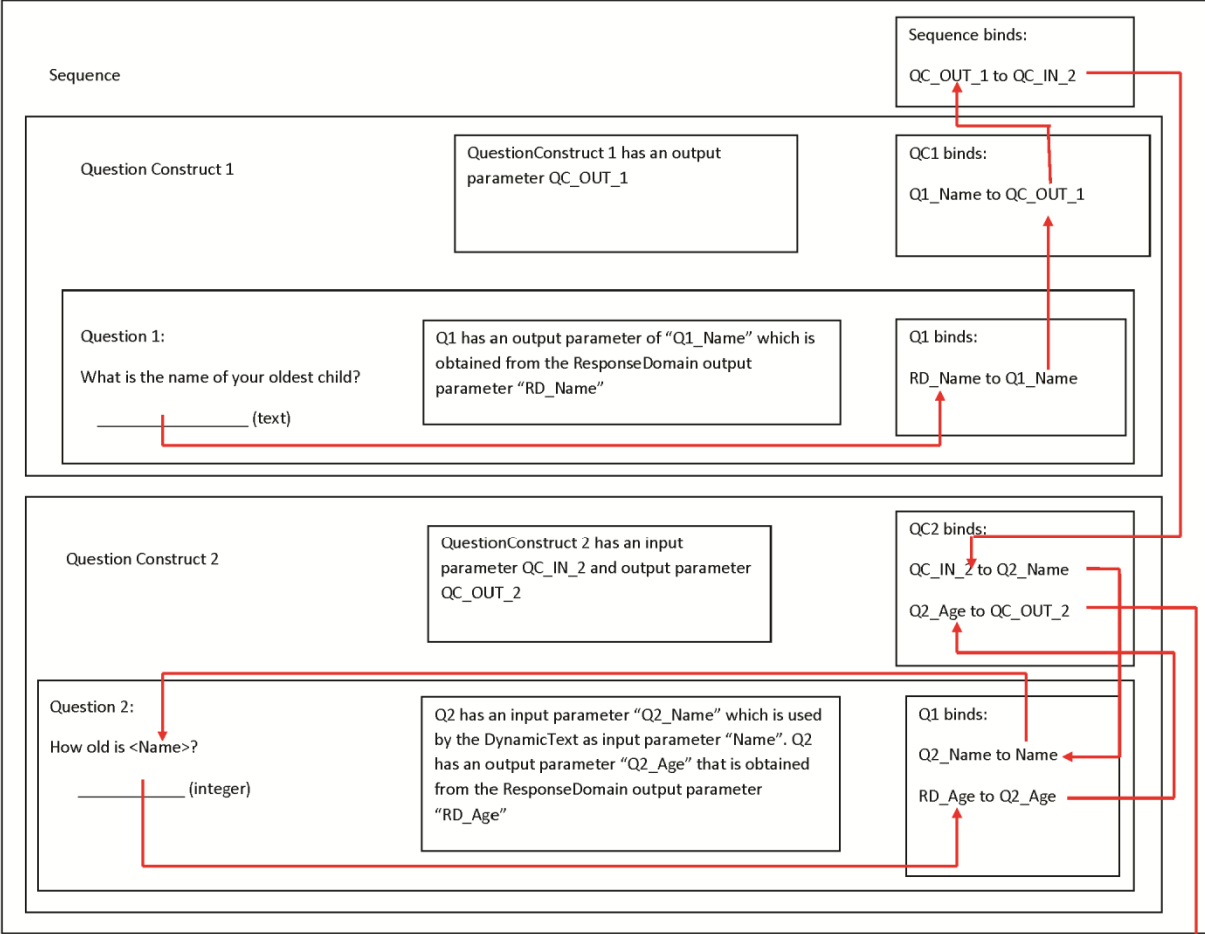 Sequence
Sequence binds:
QC_OUT_1 to QC_IN_2
Question Construct 1
QuestionConstruct 1 has an output
parameter QC_OUT_1
QC1 binds:
Q1_Name to QC_OUT_1
Question 1:
What is the name of your oldest child?
__________________ (text)
Q1 has an output parameter of “Q1_Name” which is
obtained from the ResponseDomain output
parameter “RD_Name”
Q1 binds:
RD_Name to Q1_Name
Question Construct 2
QuestionConstruct 2 has an input
parameter QC_IN_2 and output parameter
QC_OUT_2
QC2 binds:
QC_IN_2 to Q2_Name
Q2_Age to QC_OUT_2
Question 2:
How old is <Name>?
_____________ (integer)
Q2 has an input parameter “Q2_Name” which is used
by the DynamicText as input parameter “Name”. Q2
has an output parameter “Q2_Age” that is obtained
from the ResponseDomain output parameter
“RD_Age”
Q1 binds:
Q2_Name to Name
RD_Age to Q2_Age